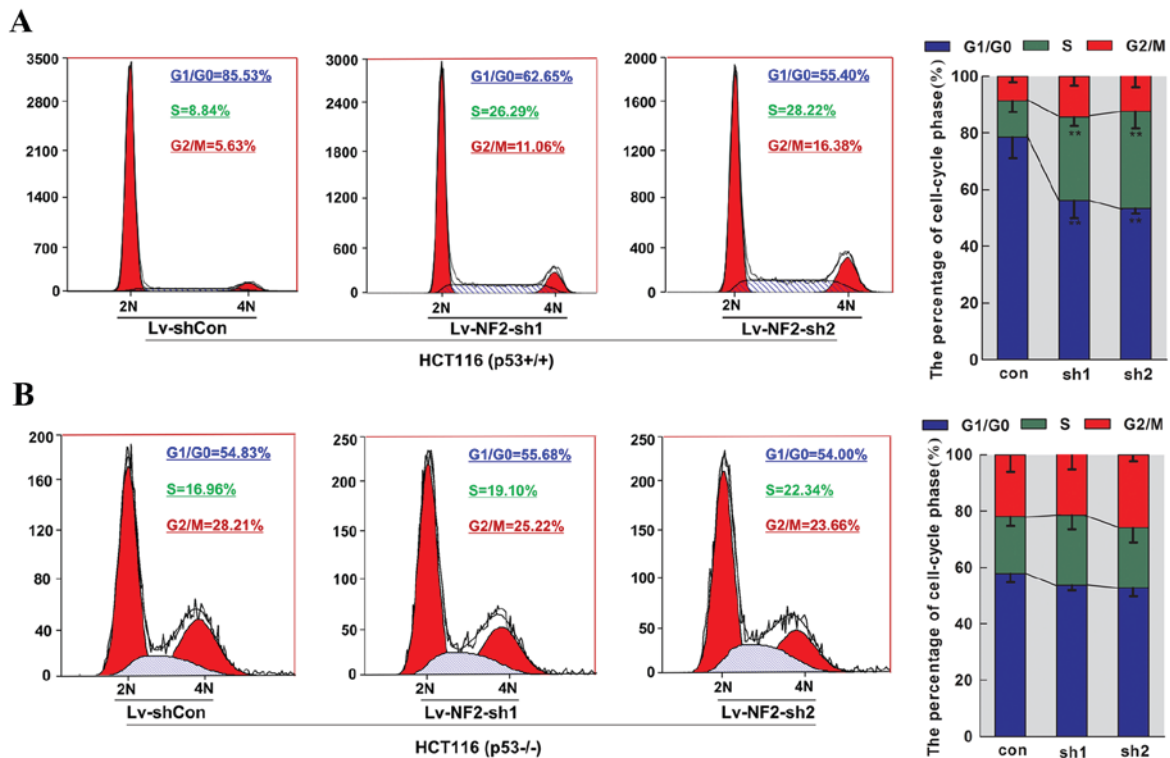 A
3500
2800
2100
1400
700
0
G1/G0=85.53%
S=8.84%
G2/M=5.63%
2N 4N
Lv-shCon
3000
2400
1800
1200
600
0
G1/G0=62.65%
S=26.29%
G2/M=11.06%
2N 4N
Lv-NF2-sh1
2000
1600
1200
800
400
0
G1/G0=55.40%
S=28.22%
G2/M=16.38%
2N 4N
Lv-NF2-sh2
HCT116 (p53+/+)
G1/G0 S G2/M
The percentage of cell-cycle phase(%)
100
80
60
40
20
0
** **
** **
con sh1 sh2
B
200
160
120
80
40
0
G1/G0=54.83%
S=16.96%
G2/M=28.21%
2N 4N
Lv-shCon
250
200
150
100
50
0
G1/G0=55.68%
S=19.10%
G2/M=25.22%
2N 4N
Lv-NF2-sh1
250
200
150
100
50
0
G1/G0=54.00%
S=22.34%
G2/M=23.66%
2N 4N
Lv-NF2-sh2
HCT116 (p53-/-)
G1/G0 S G2/M
The percentage of cell-cycle phase(%)
100
80
60
40
20
0
con sh1 sh2